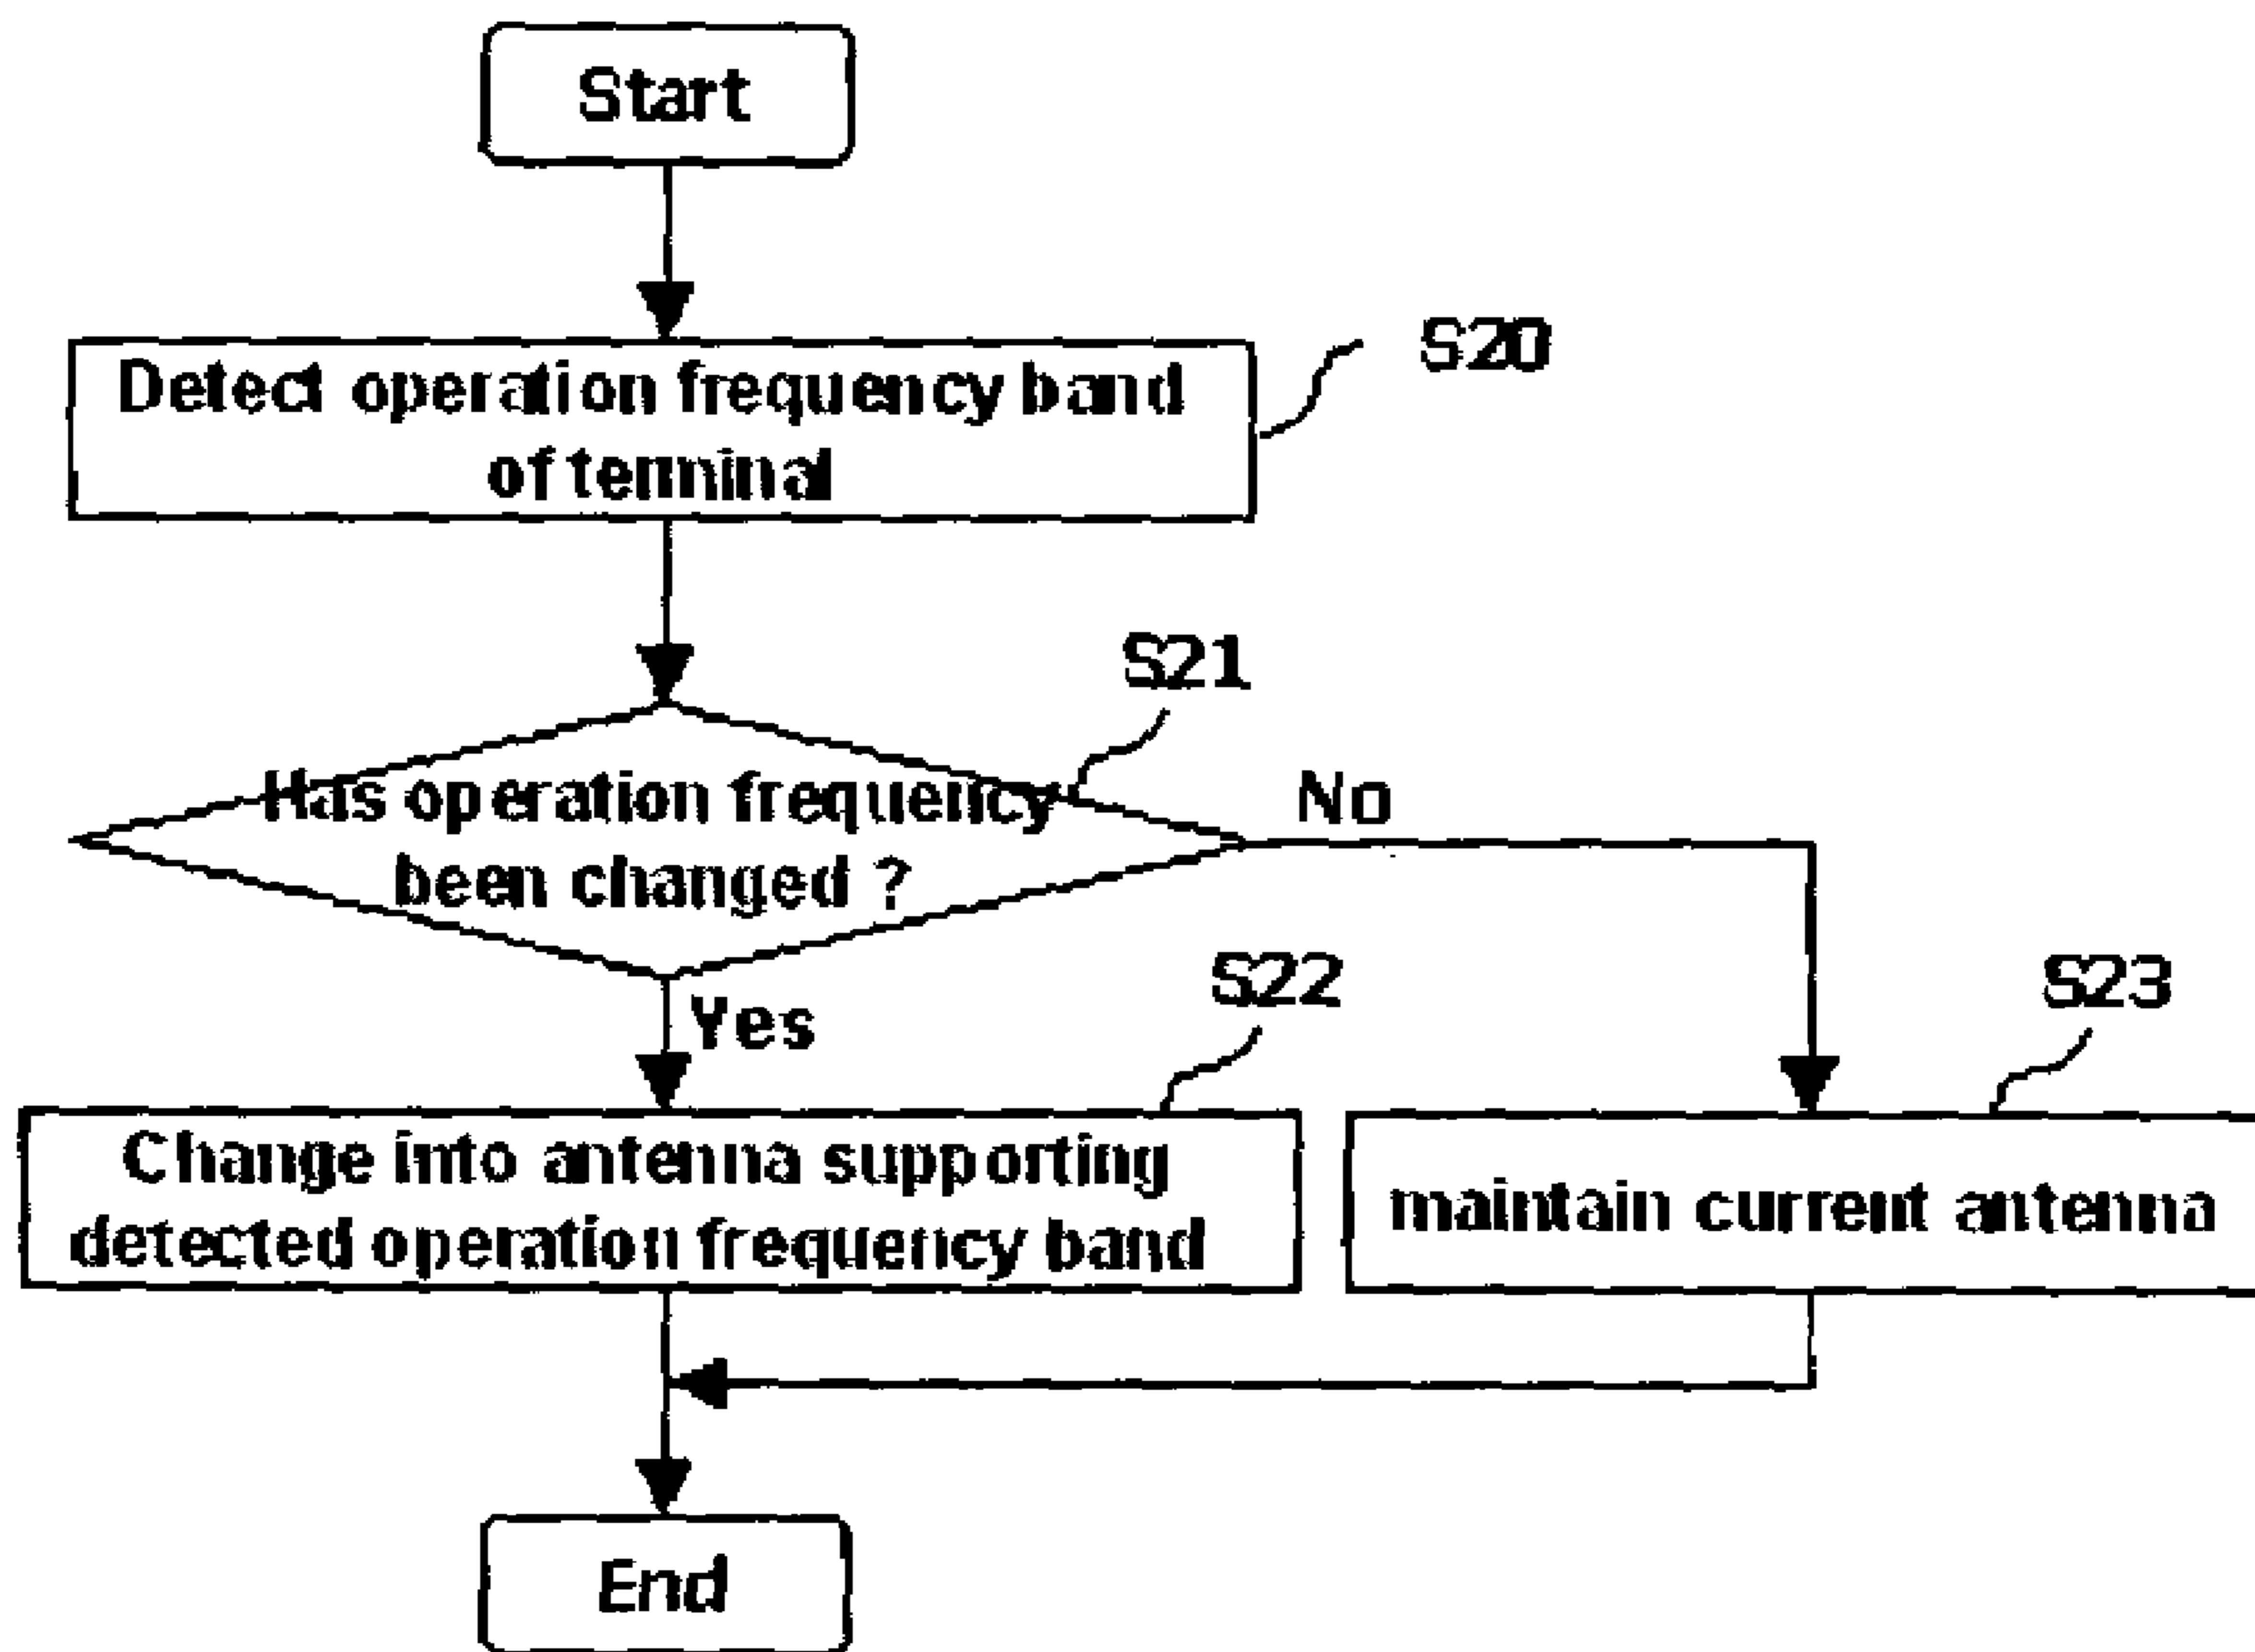 Start
Detect operation frequency band
of terminal
S20
S21
Has operation frequency
been changed ?
No
Yes
S22
S23
Change into antenna supporting
detected operation frequency band
maintain current antenna
End